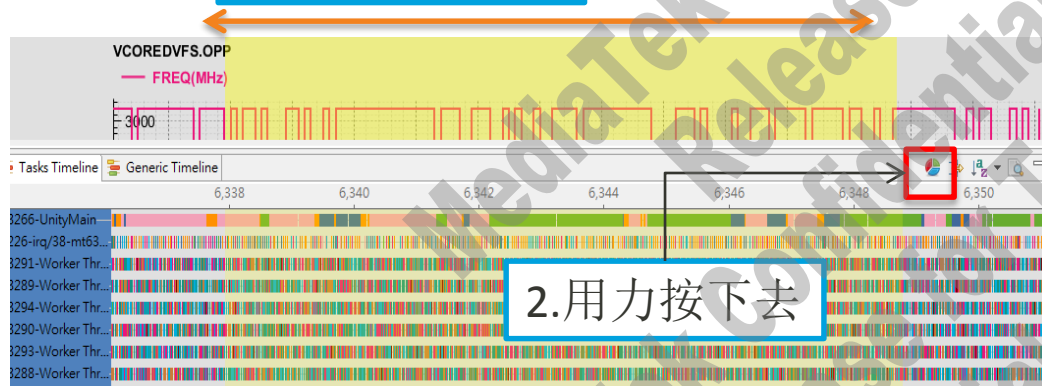 VCOREDVFS.OPP
FREQ(MHz)
3000
Tasks Timeline Generic Timeline
6,338 6,340 6,342 6,344 6,346 6,348 6,350
3266-UnityMain
226-irq/38-mt63...
3291-Worker Thr...
3289-Worker Thr...
3294-Worker Thr...
2.用力按下去
3290-Worker Thr...
3293-Worker Thr...
3288-Worker Thr...
MediaTek Confidential
Release for